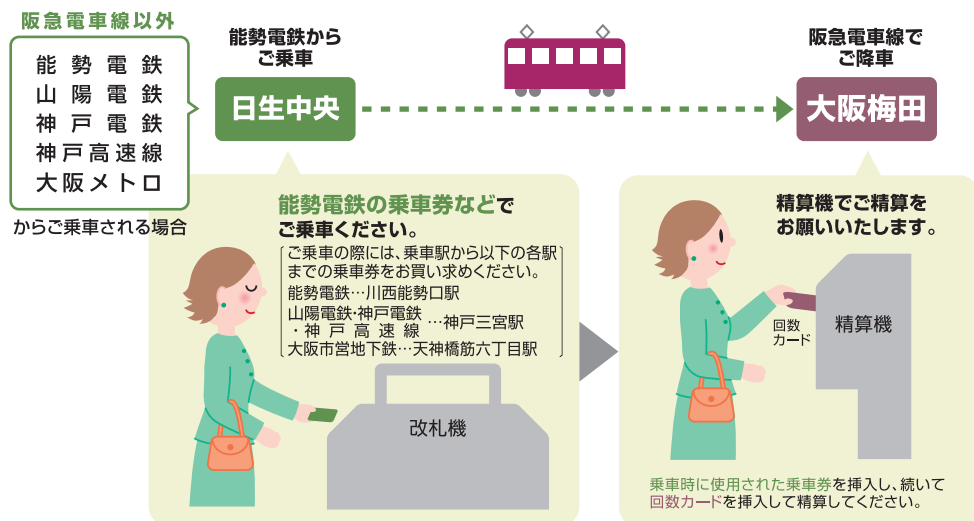 阪急電車線以外
能勢電鉄
山陽電鉄
神戸電鉄
神戸高速線
大阪メトロ
からご乗車される場合
能勢電鉄から
ご乗車
日生中央
阪急電車線で
ご降車
大阪梅田
能勢電鉄の乗車券などで
ご乗車ください。
ご乗車の際には、乗車駅から以下の各駅
までの乗車券をお買い求めください。
能勢電鉄…川西能勢口駅
山陽電鉄・神戸電鉄
・神戸高速線
…神戸三宮駅
大阪市営地下鉄…天神橋筋六丁目駅
改札機
精算機でご精算を
お願いいたします。
回数
カード
精算機
乗車時に使用された乗車券を挿入し、続いて
回数カードを挿入して精算してください。